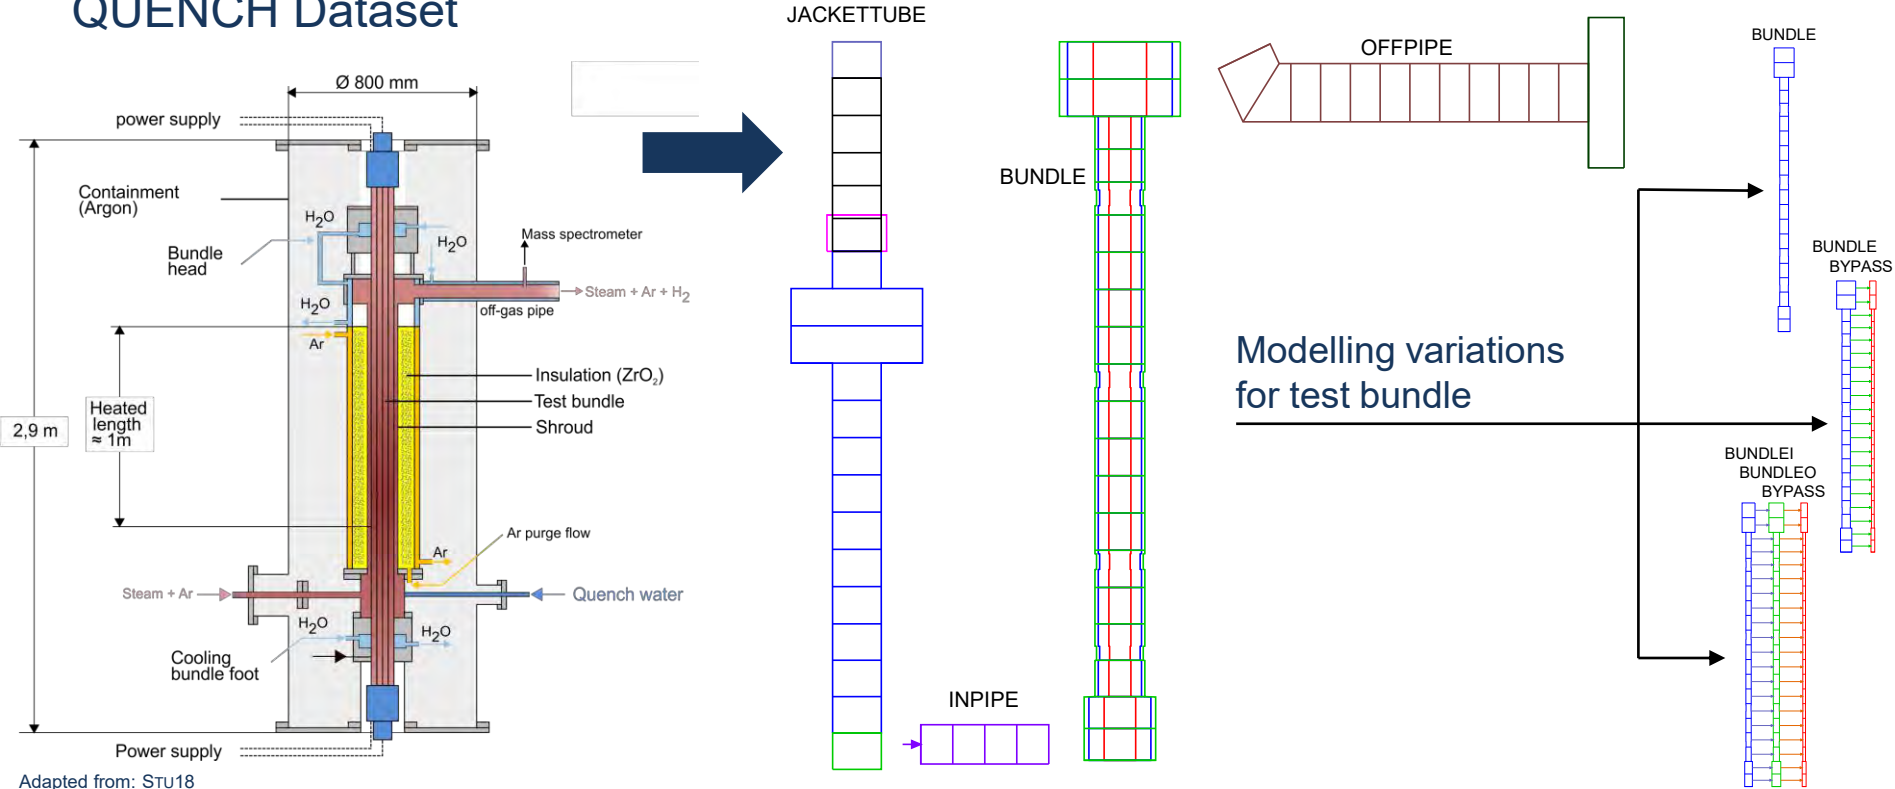 QUENCH Dataset
Ø 800 mm
power supply
Containment
(Argon)
H2O
Bundle
head
H2O
Mass spectrometer
H2O
Steam + Ar + H2
off-gas pipe
Ar
Insulation (ZrO2)
Test bundle
Shroud
Heated
length
≈ 1m
2,9 m
Ar purge flow
Ar
Steam + Ar
Quench water
H2O
H2O
Cooling
bundle foot
Power supply
Adapted from: STU18
JACKETTUBE
BUNDLE
INPIPE
OFFPIPE
Modelling variations
for test bundle
BUNDLE
BUNDLE
BYPASS
BUNDLEI
BUNDLEO
BYPASS